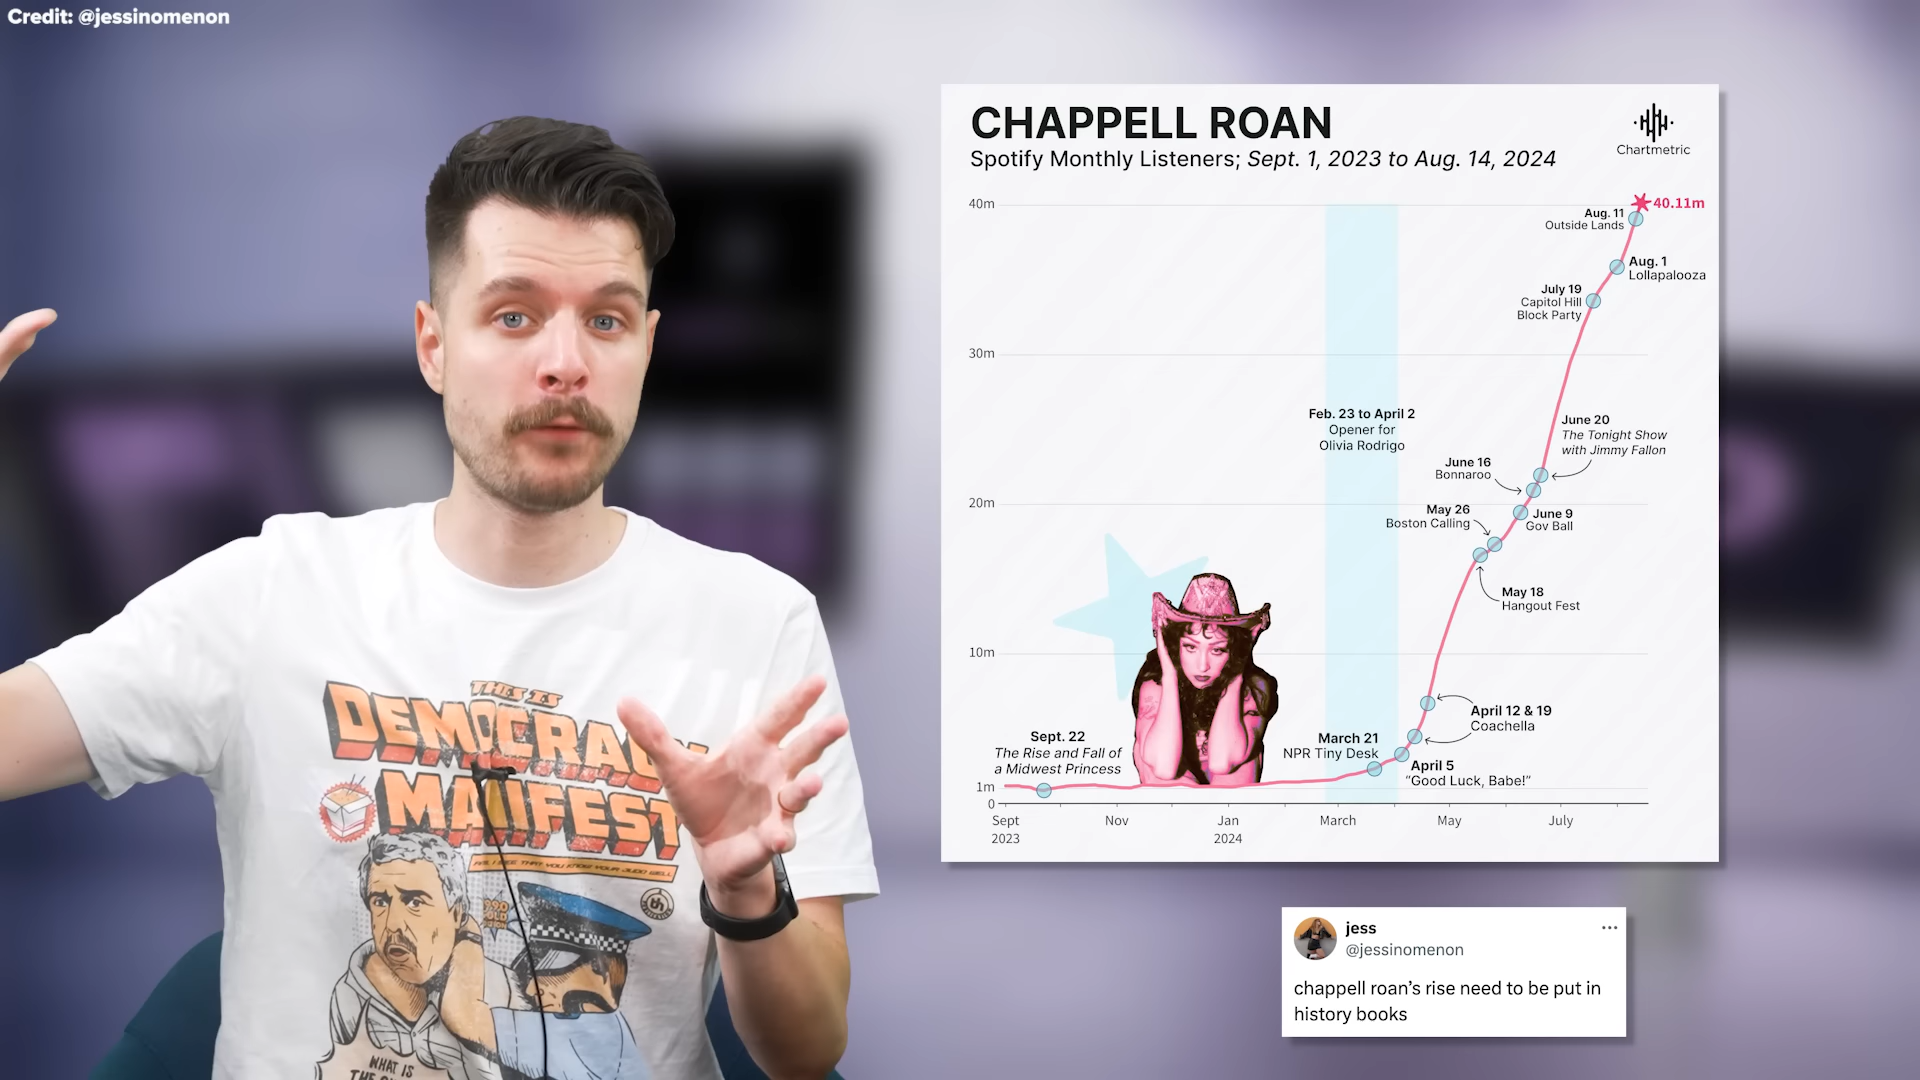 Credit: @jessinomenon
CHAPPELL ROAN
Spotify Monthly Listeners; Sept. 1, 2023 to Aug. 14, 2024
Chartmetric
40m
30m
20m
10m
1m
0
40.11m
Aug. 11
Outside Lands
Aug. 1
Lollapalooza
July 19
Capitol Hill
Block Party
Feb. 23 to April 2
Opener for
Olivia Rodrigo
June 20
The Tonight Show
with Jimmy Fallon
June 16
Bonnaroo
May 26
Boston Calling
June 9
Gov Ball
May 18
Hangout Fest
April 12 & 19
Coachella
Sept. 22
The Rise and Fall of
a Midwest Princess
March 21
NPR Tiny Desk
April 5
“Good Luck, Babe!”
Sept
2023
Nov
Jan
2024
March
May
July
jess
@jessinomenon
chappell roan’s rise need to be put in
history books
THIS IS
DEMOCRACY
MANIFEST
WHAT IS